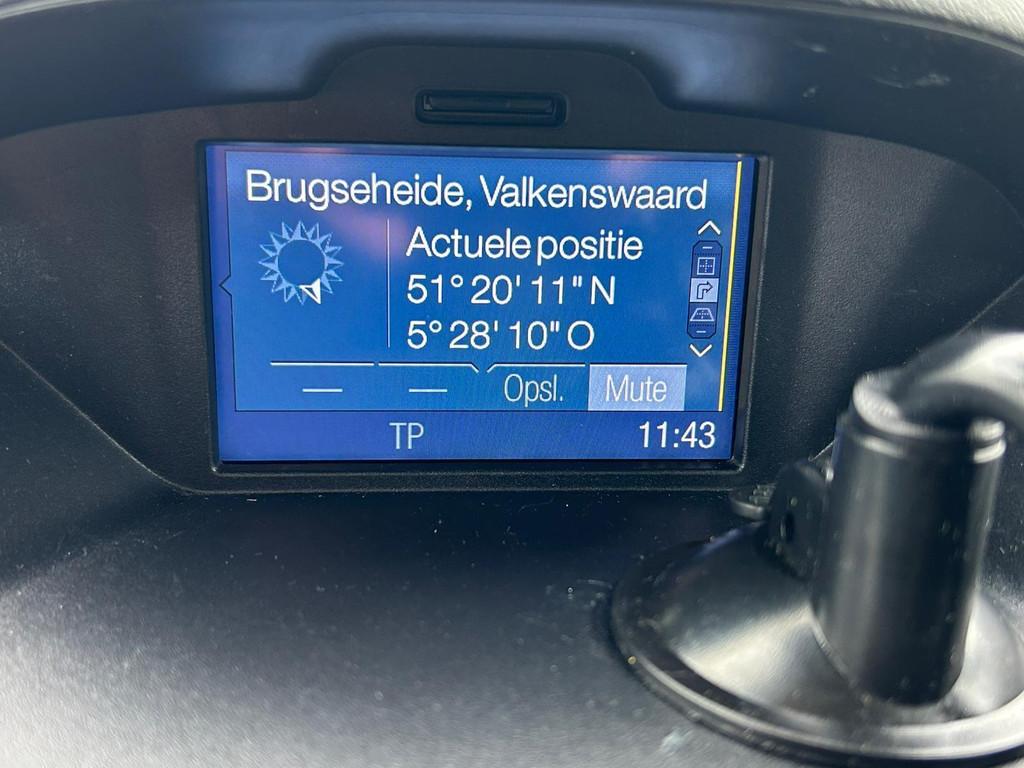 Brugseheide, Valkenswaard
Actuele positie
51° 20' 11" N
5° 28' 10" O
Opsl. Mute
TP 11:43